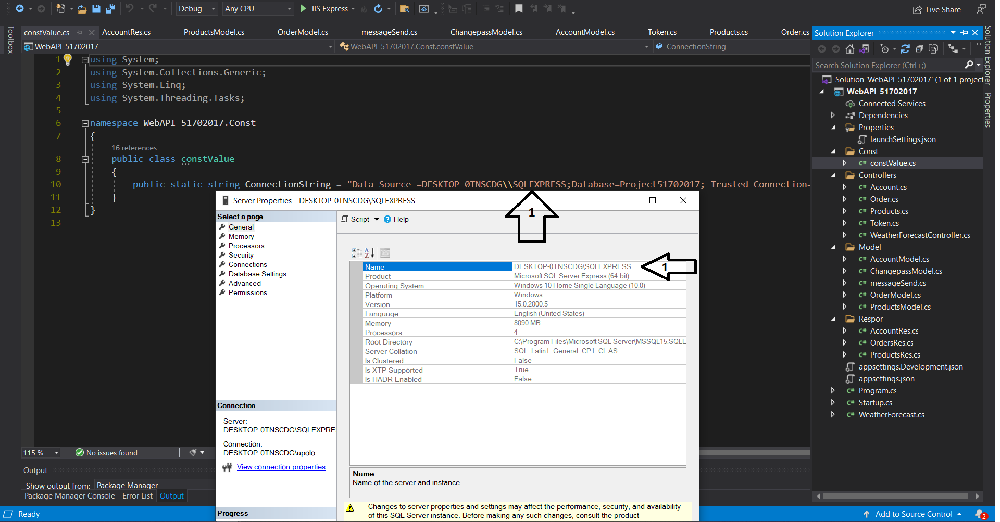 Debug
Any CPU
IIS Express
Live Share
Toolbox
constValue.cs
AccountRes.cs
ProductsModel.cs
OrderModel.cs
messageSend.cs
ChangepassModel.cs
AccountModel.cs
Token.cs
Products.cs
Order.cs
WebAPI_51702017
WebAPI_51702017.Const.constValue
ConnectionString
1 using System;
2 using System.Collections.Generic;
3 using System.Linq;
4 using System.Threading.Tasks;
5
6 namespace WebAPI_51702017.Const
7 {
16 references
8 public class constValue
9 {
10 public static string ConnectionString = "Data Source =DESKTOP-0TNSCDG\\SQLEXPRESS;Database=Project51702017; Trusted_Connection=
11 }
12 }
13
Server Properties - DESKTOP-0TNSCDG\SQLEXPRESS
1
Select a page
General
Memory
Processors
Security
Connections
Database Settings
Advanced
Permissions
Script
Help
Name DESKTOP-0TNSCDG\SQLEXPRESS
1
Product Microsoft SQL Server Express (64-bit)
Operating System Windows 10 Home Single Language (10.0)
Platform Windows
Version 15.0.2000.5
Language English (United States)
Memory 8090 MB
Processors 4
Root Directory C:\Program Files\Microsoft SQL Server\MSSQL15.SQLE
Server Collation SQL_Latin1_General_CP1_CI_AS
Is Clustered False
Is XTP Supported True
Is HADR Enabled False
Connection
Server:
DESKTOP-0TNSCDG\SQLEXPRES
Connection:
DESKTOP-0TNSCDG\apolo
View connection properties
Name
Name of the server and instance.
Progress
Changes to server properties and settings may affect the performance, security, and availability
of this SQL Server instance. Before making any such changes, consult the product
115 %
No issues found
Output
Show output from: Package Manager
Package Manager Console
Error List
Output
Ready
Add to Source Control
2
Solution Explorer
Search Solution Explorer (Ctrl+;)
Solution 'WebAPI_51702017' (1 of 1 project
WebAPI_51702017
Connected Services
Dependencies
Properties
launchSettings.json
Const
constValue.cs
Controllers
Account.cs
Order.cs
Products.cs
Token.cs
WeatherForecastController.cs
Model
AccountModel.cs
ChangepassModel.cs
messageSend.cs
OrderModel.cs
ProductsModel.cs
Respor
AccountRes.cs
OrdersRes.cs
ProductsRes.cs
appsettings.Development.json
appsettings.json
Program.cs
Startup.cs
WeatherForecast.cs
Solution Explorer
Properties